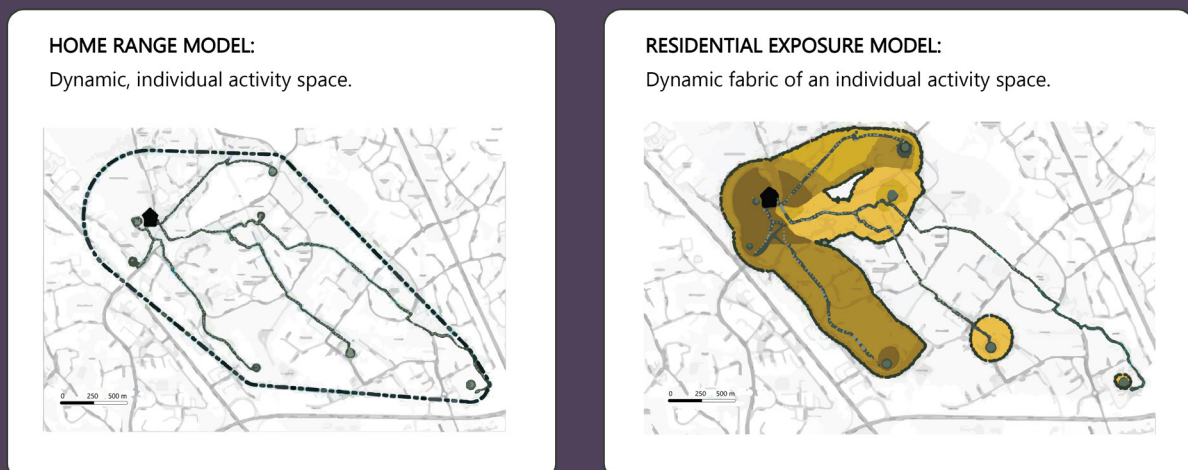 HOME RANGE MODEL:
Dynamic, individual activity space.
0 250 500 m
RESIDENTIAL EXPOSURE MODEL:
Dynamic fabric of an individual activity space.
0 250 500 m